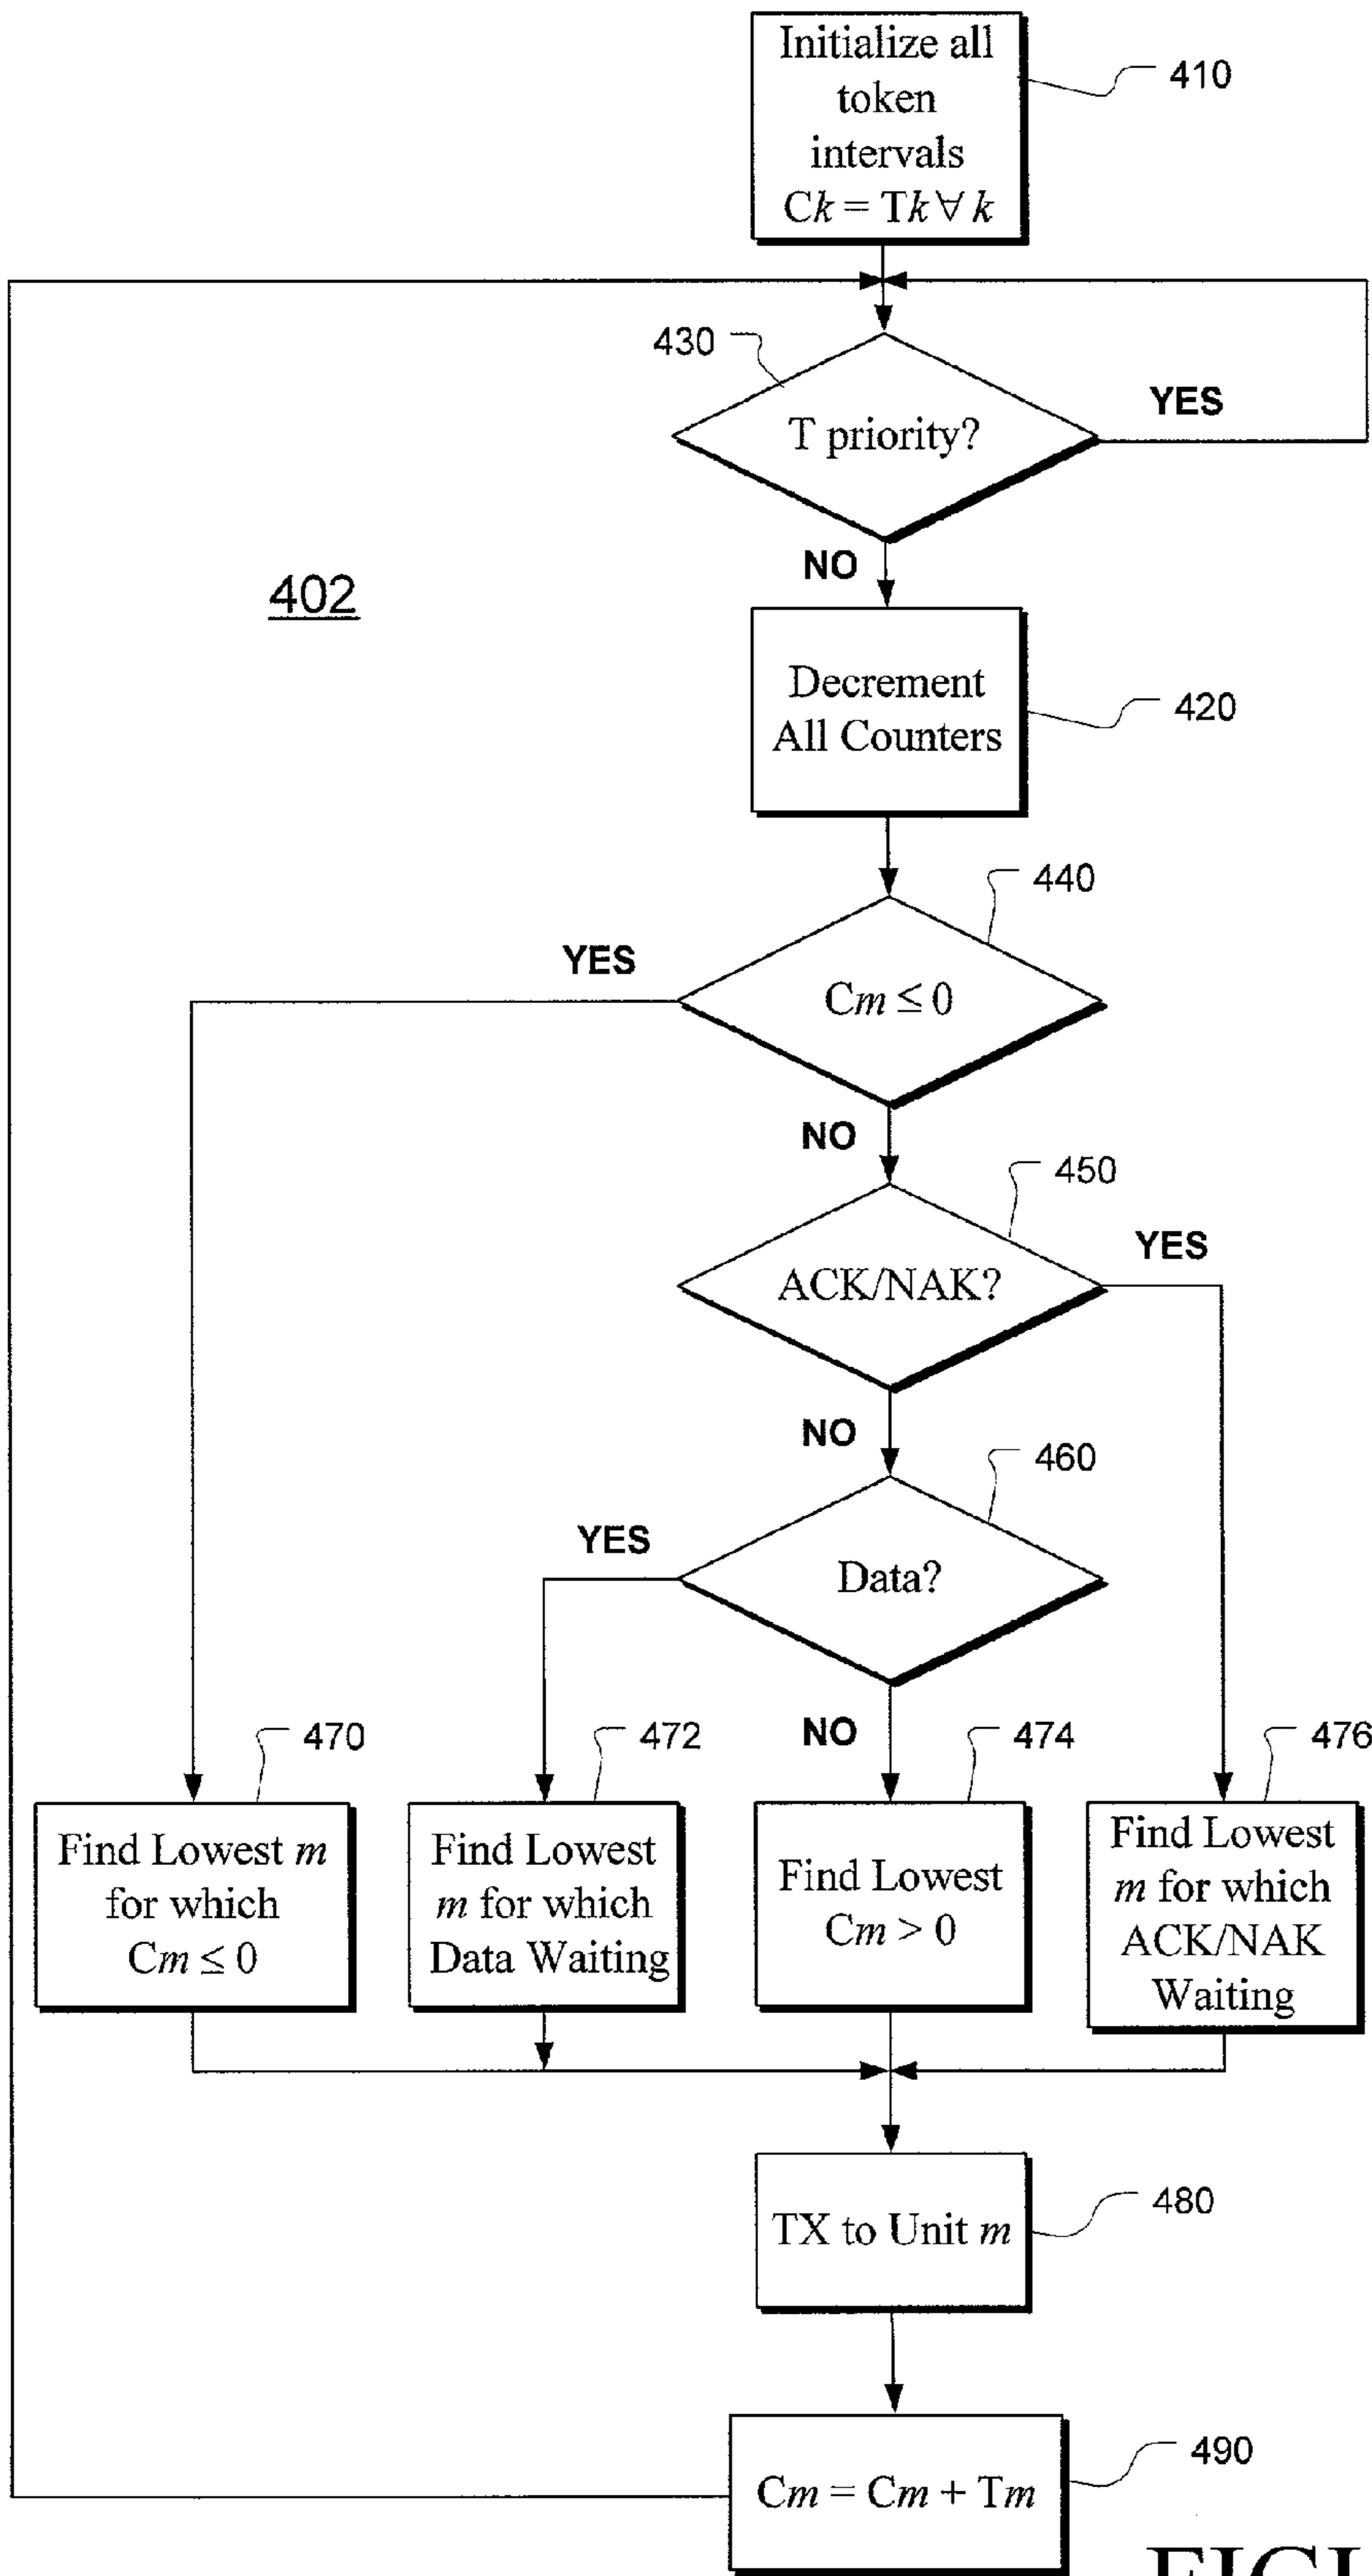 Initialize all
token
intervals
Ck = Tk ∀ k
410
430
T priority?
YES
NO
402
Decrement
All Counters
420
440
YES
Cm ≤ 0
NO
450
YES
ACK/NAK?
NO
460
YES
Data?
NO
470
472
474
476
Find Lowest m
for which
Cm ≤ 0
Find Lowest
m for which
Data Waiting
Find Lowest
Cm > 0
Find Lowest
m for which
ACK/NAK
Waiting
TX to Unit m
480
Cm = Cm + Tm
490